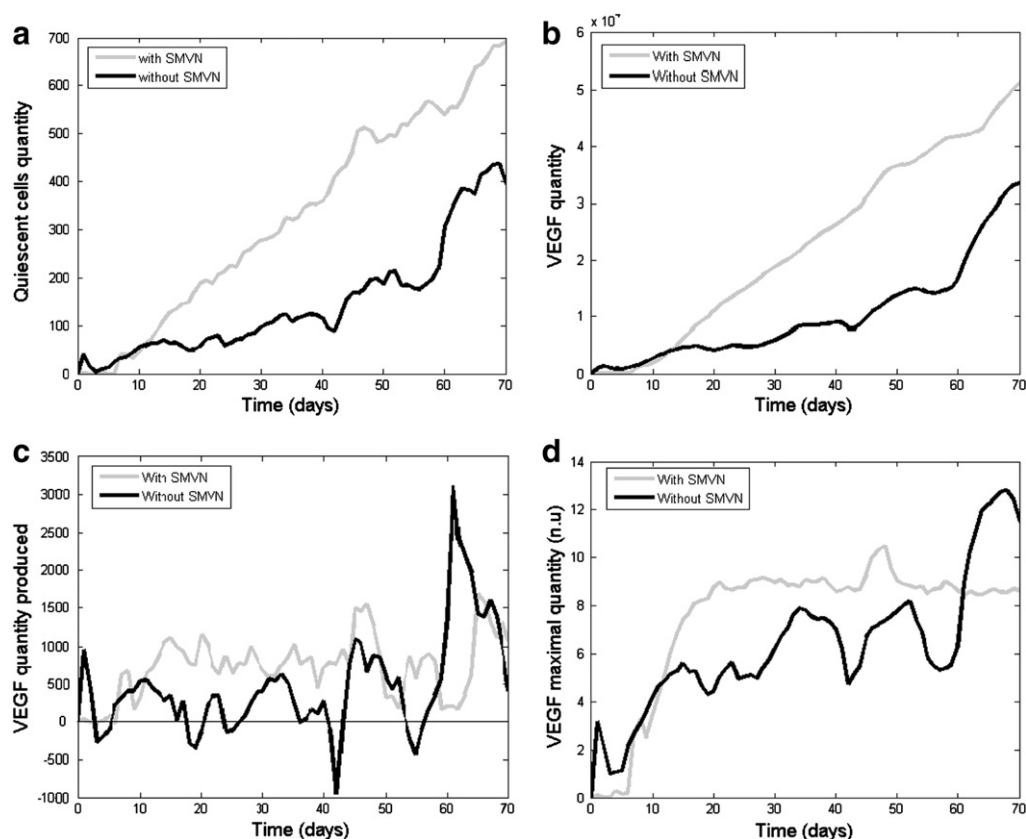 a
700
600
500
400
300
200
100
0
0 10 20 30 40 50 60 70
Quiescent cells quantity
Time (days)
with SMVN
without SMVN
b
x 10⁻⁷
6
5
4
3
2
1
0
0 10 20 30 40 50 60 70
VEGF quantity
Time (days)
With SMVN
Without SMVN
c
3500
3000
2500
2000
1500
1000
500
0
-500
-1000
0 10 20 30 40 50 60 70
VEGF quantity produced
Time (days)
With SMVN
Without SMVN
d
14
12
10
8
6
4
2
0
0 10 20 30 40 50 60 70
VEGF maximal quantity (n.u)
Time (days)
With SMVN
Without SMVN